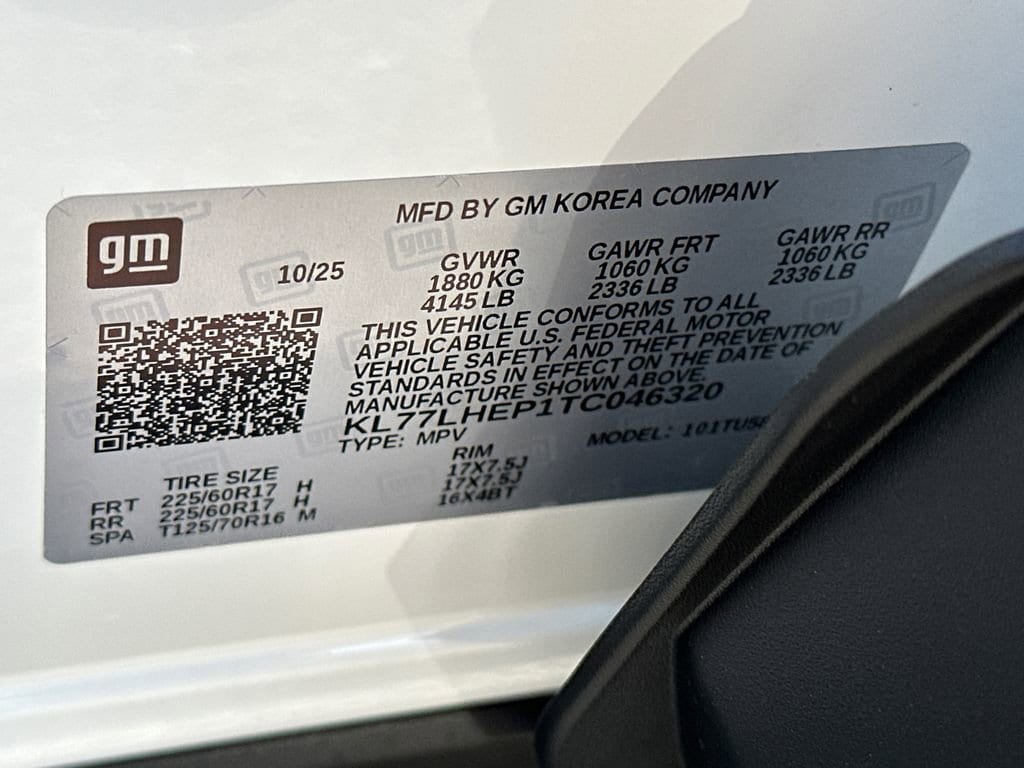 gm
MFD BY GM KOREA COMPANY
10/25
GVWR GAWR FRT GAWR RR
1880 KG 1060 KG 1060 KG
4145 LB 2336 LB 2336 LB
THIS VEHICLE CONFORMS TO ALL
APPLICABLE U.S. FEDERAL MOTOR
VEHICLE SAFETY AND THEFT PREVENTION
STANDARDS IN EFFECT ON THE DATE OF
MANUFACTURE SHOWN ABOVE.
KL77LHEP1TC046320
TYPE: MPV MODEL:
TIRE SIZE RIM
FRT 225/60R17 H 17X7.5J
RR 225/60R17 H 17X7.5J
SPA T125/70R16 M 16X4BT